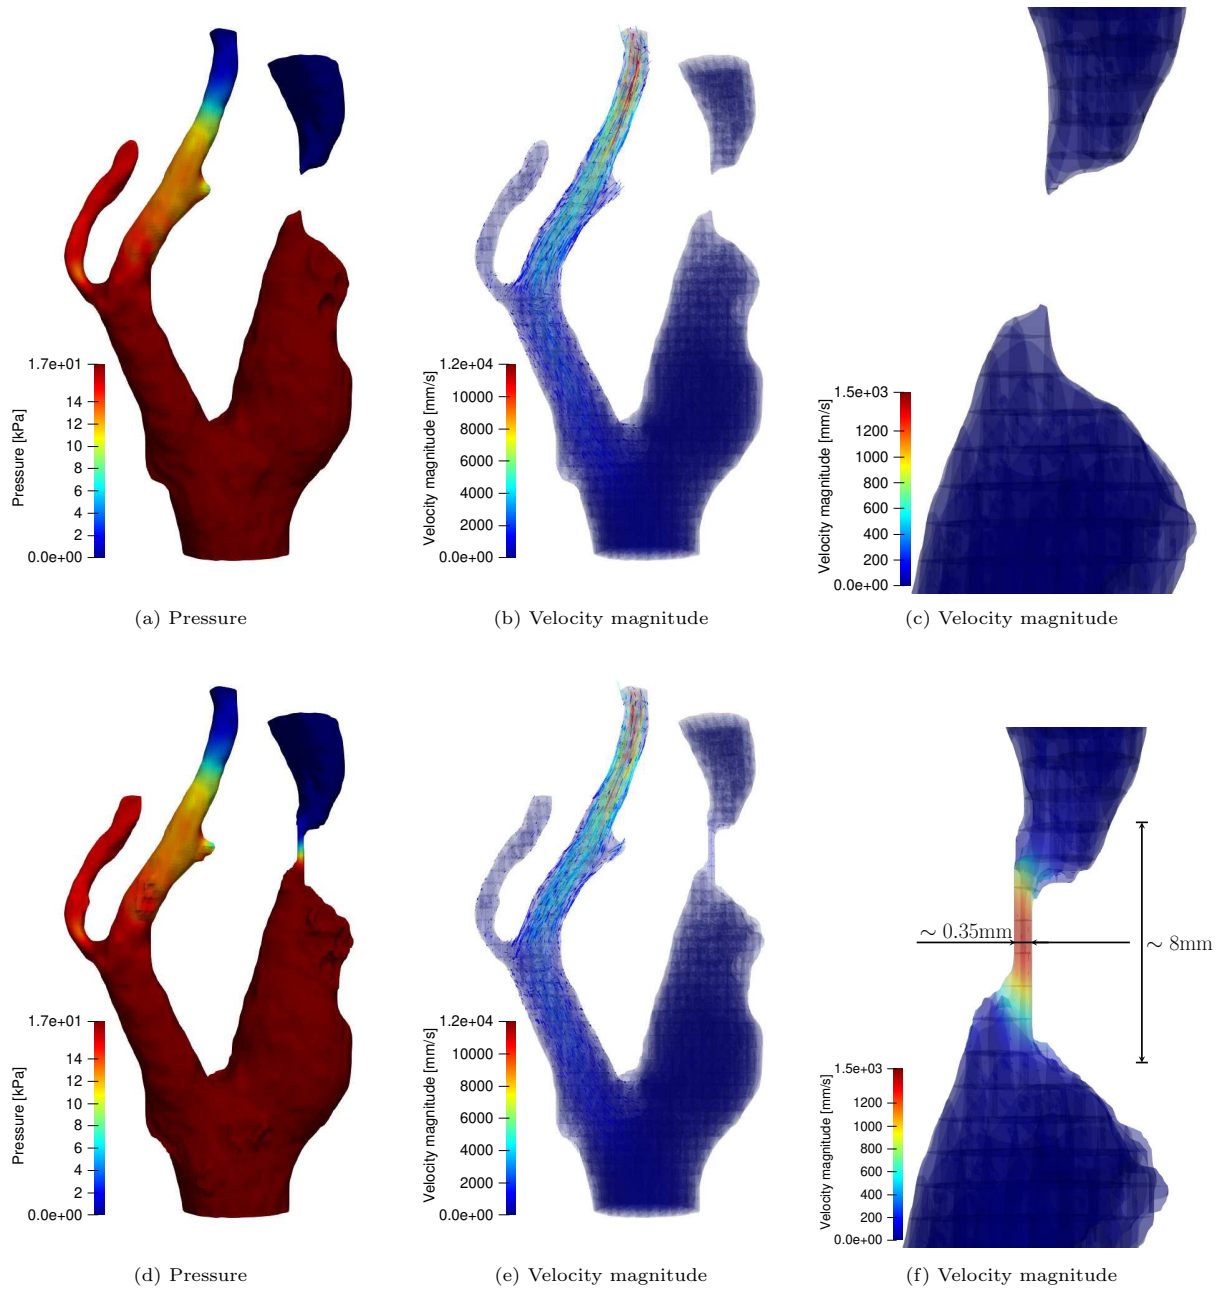 1.7e+01
14
12
10
8
6
4
2
0.0e+00
Pressure [kPa]
(a) Pressure
1.2e+04
10000
8000
6000
4000
2000
0.0e+00
Velocity magnitude [mm/s]
(b) Velocity magnitude
1.5e+03
1200
1000
800
600
400
200
0.0e+00
Velocity magnitude [mm/s]
(c) Velocity magnitude
1.7e+01
14
12
10
8
6
4
2
0.0e+00
Pressure [kPa]
(d) Pressure
1.2e+04
10000
8000
6000
4000
2000
0.0e+00
Velocity magnitude [mm/s]
(e) Velocity magnitude
~ 0.35mm
~ 8mm
1.5e+03
1200
1000
800
600
400
200
0.0e+00
Velocity magnitude [mm/s]
(f) Velocity magnitude